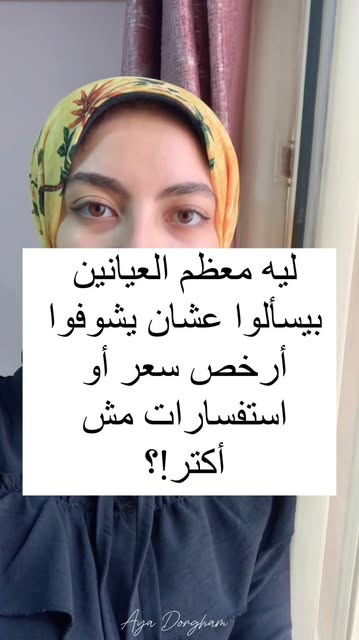 ليه معظم العيانين
بيسألوا عشان يشوفوا
أرخص سعر أو
استفسارات مش
أكتر!؟
Aya Dorgham